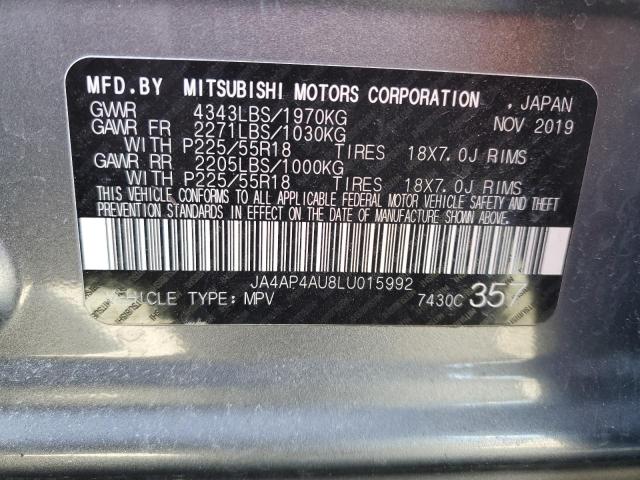 MFD.BY MITSUBISHI MOTORS CORPORATION , JAPAN
GVWR 4343LBS/1970KG NOV 2019
GAWR FR 2271LBS/1030KG
WITH P225/55R18 TIRES 18X7.0J RIMS
GAWR RR 2205LBS/1000KG
WITH P225/55R18 TIRES 18X7.0J RIMS
THIS VEHICLE CONFORMS TO ALL APPLICABLE FEDERAL MOTOR VEHICLE SAFETY AND THEFT
PREVENTION STANDARDS IN EFFECT ON THE DATE OF MANUFACTURE SHOWN ABOVE.
JA4AP4AU8LU015992
VEHICLE TYPE: MPV 7430C 357